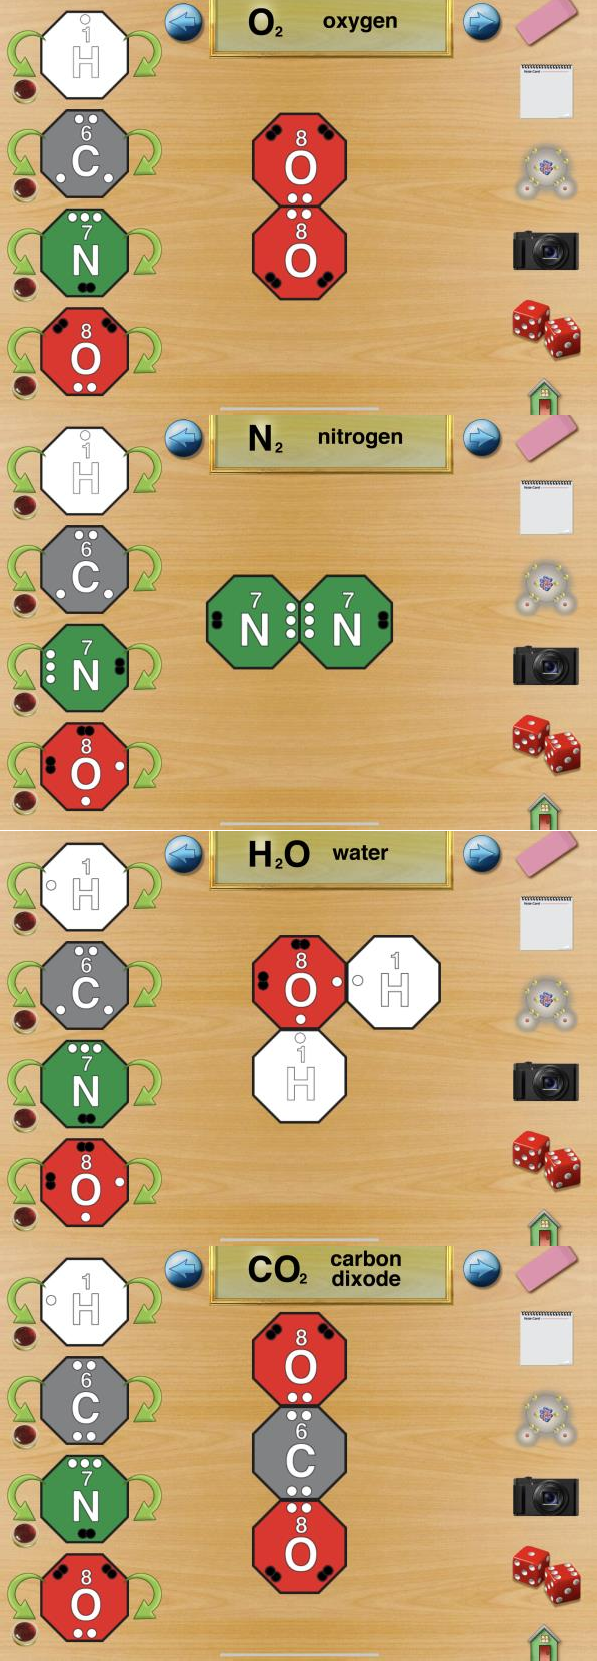 O₂ oxygen
1
H
6
C
7
N
8
O
8
O
8
O
N₂ nitrogen
1
H
6
C
7
N
8
O
7
N
7
N
H₂O water
1
H
6
C
7
N
8
O
8
O
1
H
1
H
CO₂ carbon
dixode
1
H
6
C
7
N
8
O
8
O
6
C
8
O